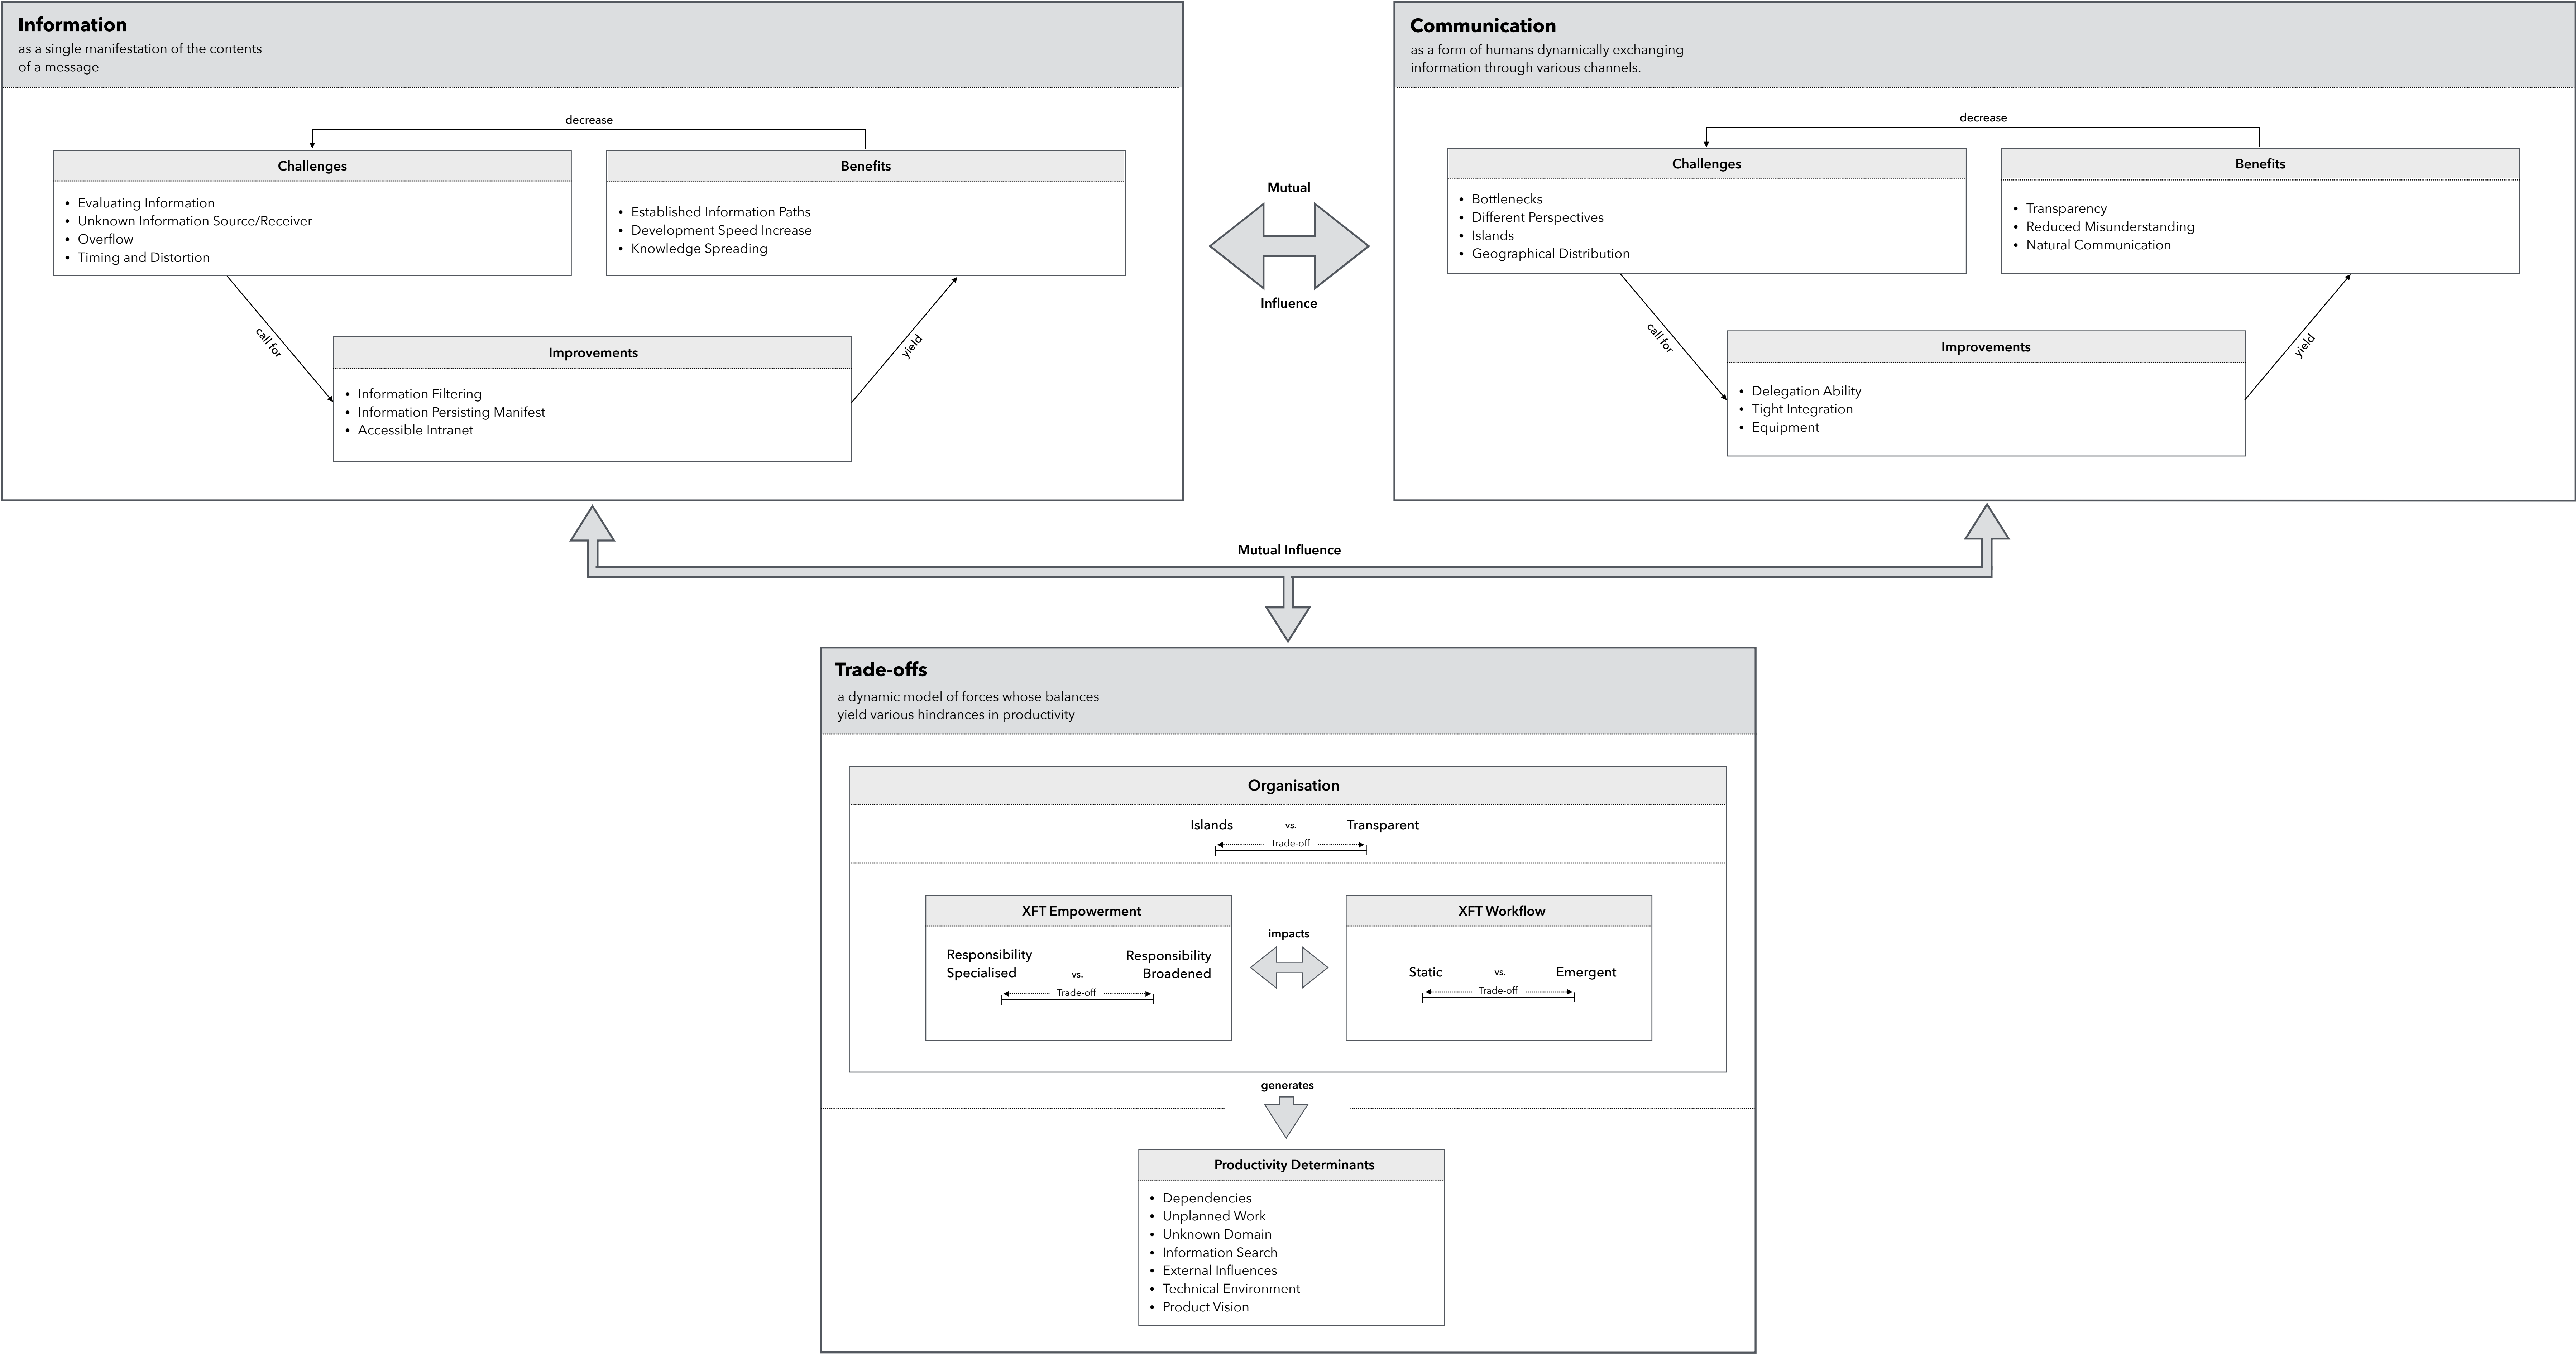 Information
as a single manifestation of the contents
of a message
decrease
Challenges
• Evaluating Information
• Unknown Information Source/Receiver
• Overflow
• Timing and Distortion
Benefits
• Established Information Paths
• Development Speed Increase
• Knowledge Spreading
call for
yield
Improvements
• Information Filtering
• Information Persisting Manifest
• Accessible Intranet
Mutual
Influence
Communication
as a form of humans dynamically exchanging
information through various channels.
decrease
Challenges
• Bottlenecks
• Different Perspectives
• Islands
• Geographical Distribution
Benefits
• Transparency
• Reduced Misunderstanding
• Natural Communication
call for
yield
Improvements
• Delegation Ability
• Tight Integration
• Equipment
Mutual Influence
Trade-offs
a dynamic model of forces whose balances
yield various hindrances in productivity
Organisation
Islands vs. Transparent
Trade-off
XFT Empowerment
Responsibility
Specialised
vs.
Responsibility
Broadened
Trade-off
impacts
XFT Workflow
Static vs. Emergent
Trade-off
generates
Productivity Determinants
• Dependencies
• Unplanned Work
• Unknown Domain
• Information Search
• External Influences
• Technical Environment
• Product Vision